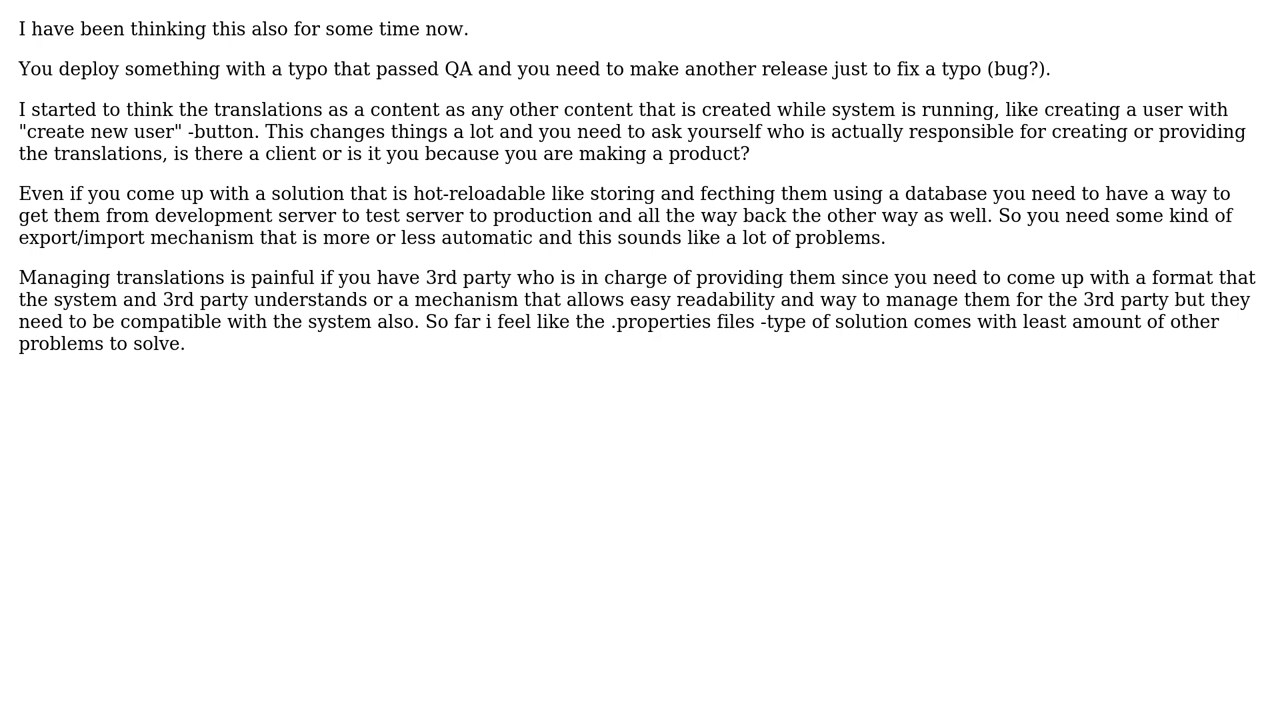 I have been thinking this also for some time now.
You deploy something with a typo that passed QA and you need to make another release just to fix a typo (bug?).
I started to think the translations as a content as any other content that is created while system is running, like creating a user with
"create new user" -button. This changes things a lot and you need to ask yourself who is actually responsible for creating or providing
the translations, is there a client or is it you because you are making a product?
Even if you come up with a solution that is hot-reloadable like storing and fecthing them using a database you need to have a way to
get them from development server to test server to production and all the way back the other way as well. So you need some kind of
export/import mechanism that is more or less automatic and this sounds like a lot of problems.
Managing translations is painful if you have 3rd party who is in charge of providing them since you need to come up with a format that
the system and 3rd party understands or a mechanism that allows easy readability and way to manage them for the 3rd party but they
need to be compatible with the system also. So far i feel like the .properties files -type of solution comes with least amount of other
problems to solve.